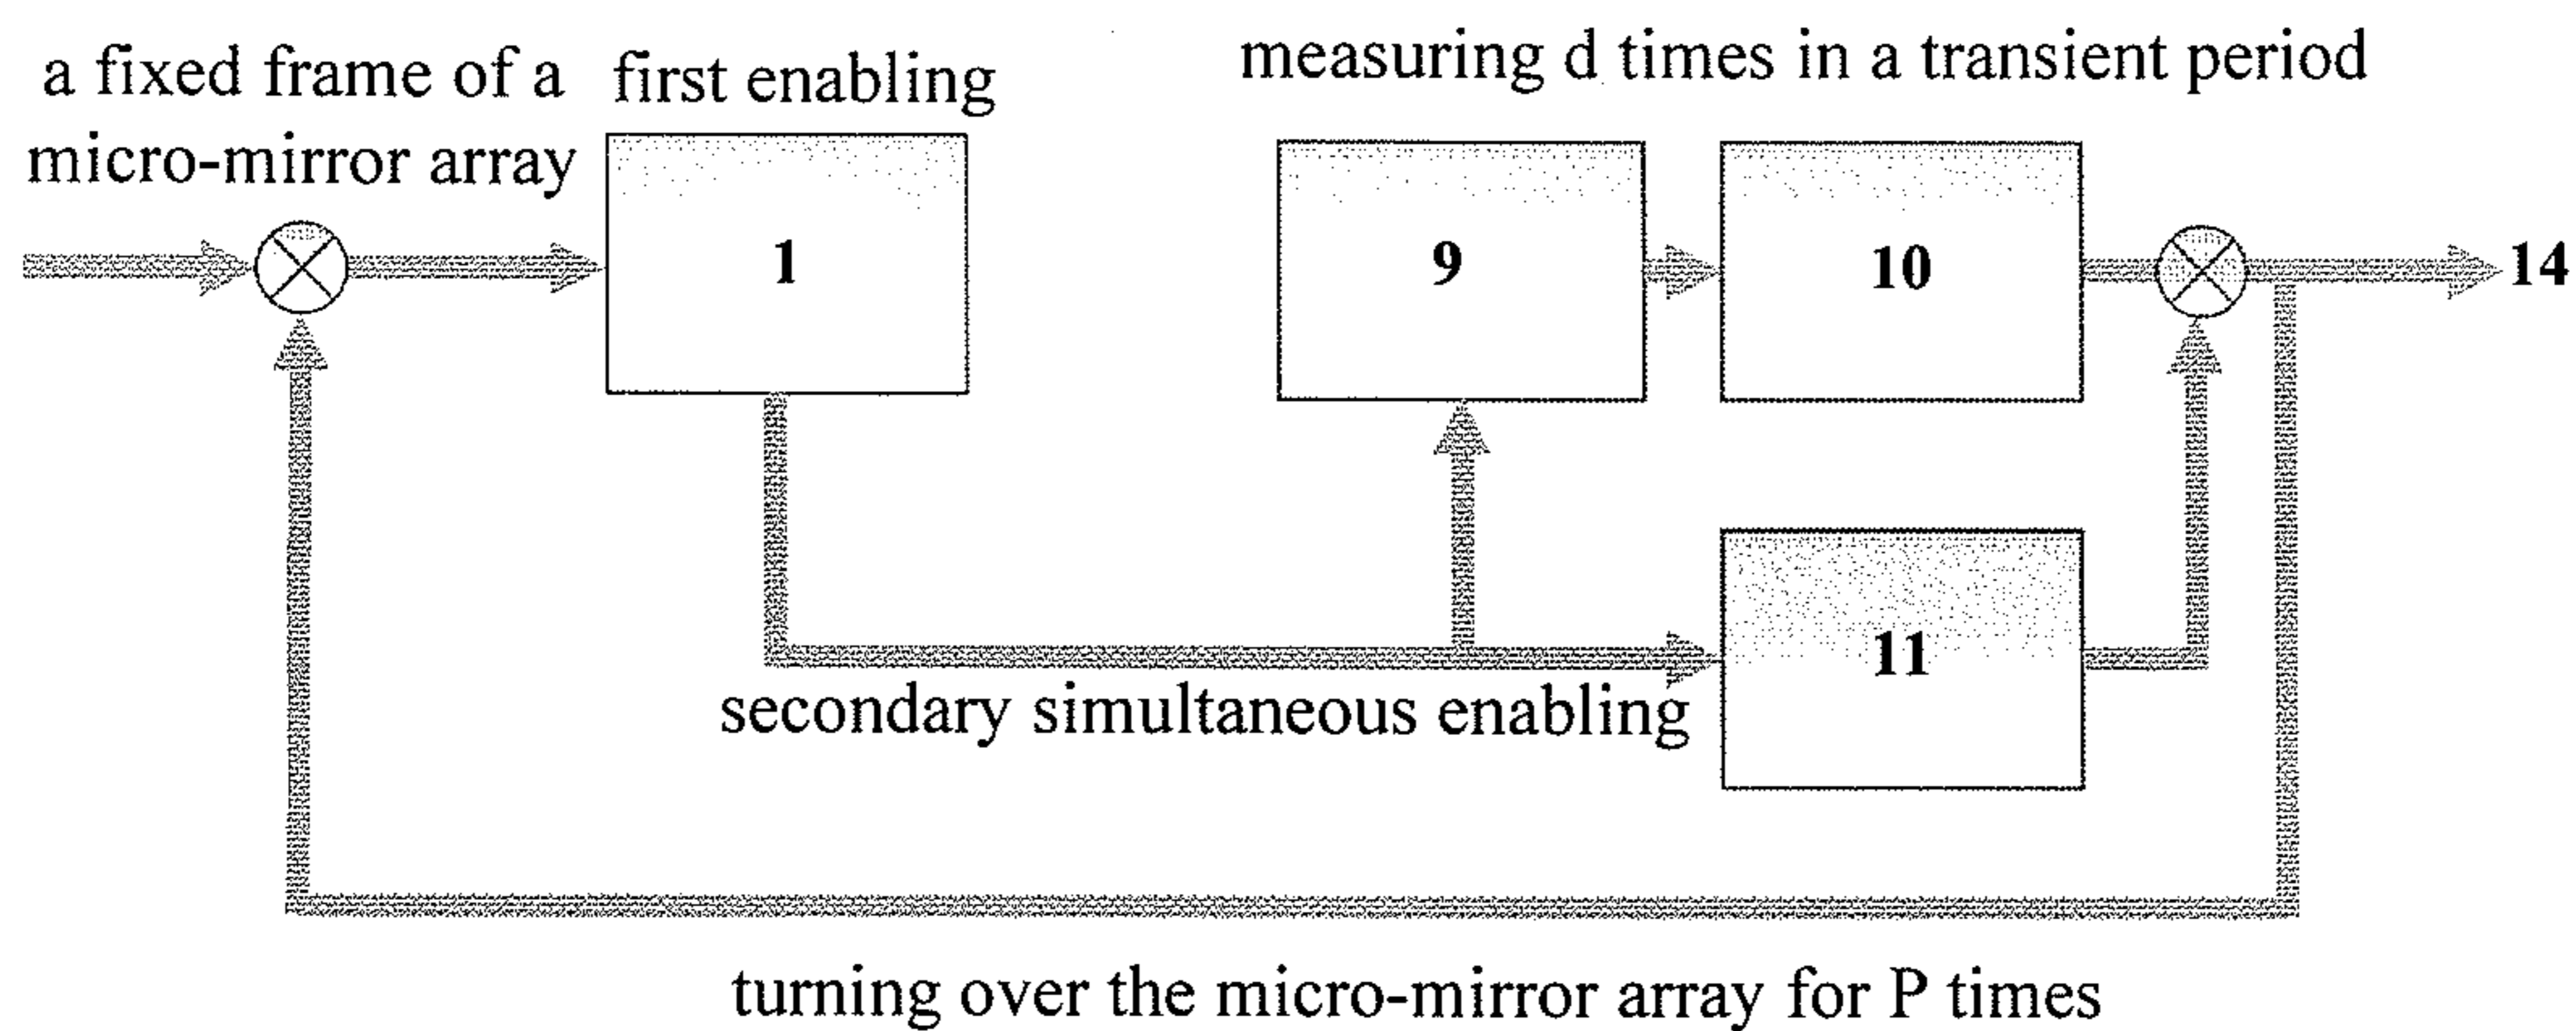 a fixed frame of a
micro-mirror array
first enabling
measuring d times in a transient period
1
9
10
14
11
secondary simultaneous enabling
turning over the micro-mirror array for P times